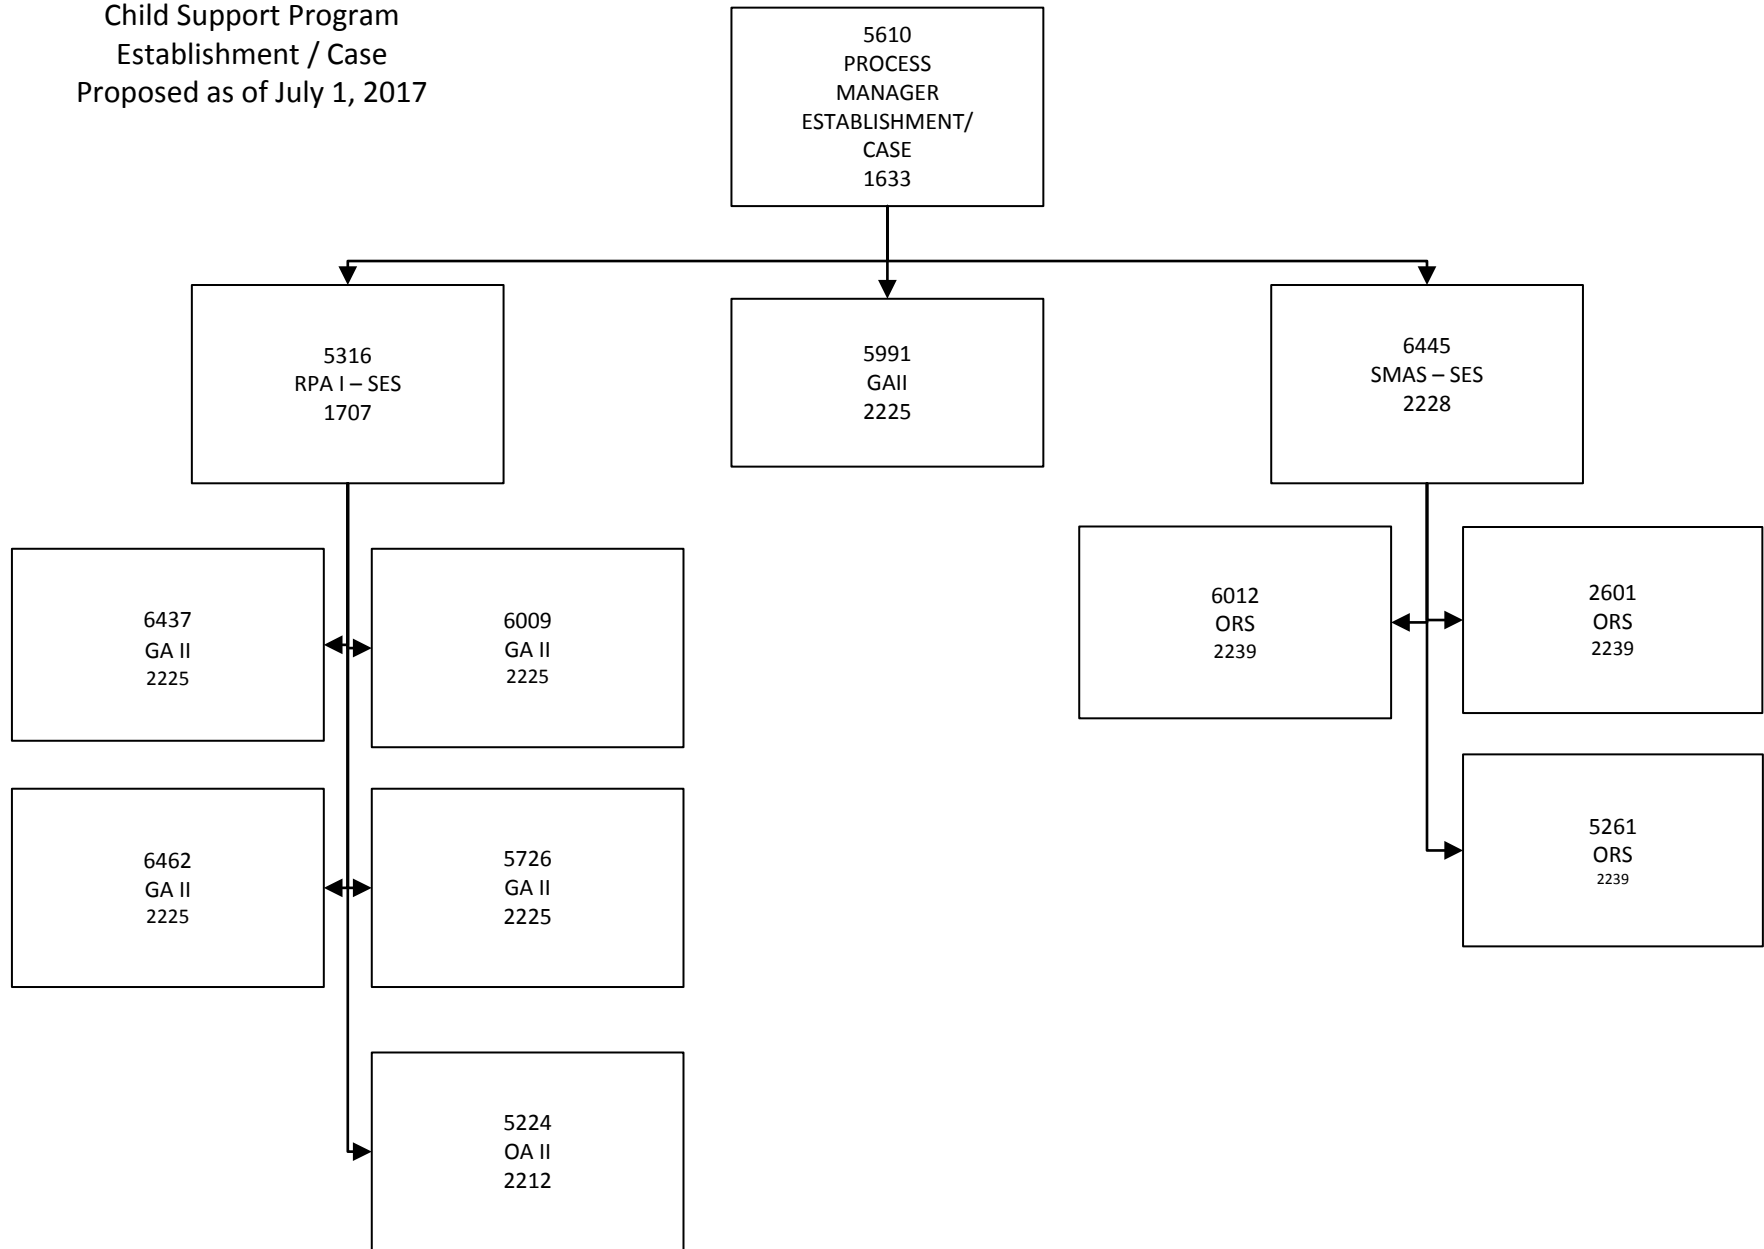 Child Support Program
Establishment / Case
Proposed as of July 1, 2017
5610
PROCESS
MANAGER
ESTABLISHMENT/
CASE
1633
5316
RPA I – SES
1707
5991
GAII
2225
6445
SMAS – SES
2228
6437
GA II
2225
6009
GA II
2225
6012
ORS
2239
2601
ORS
2239
6462
GA II
2225
5726
GA II
2225
5261
ORS
2239
5224
OA II
2212